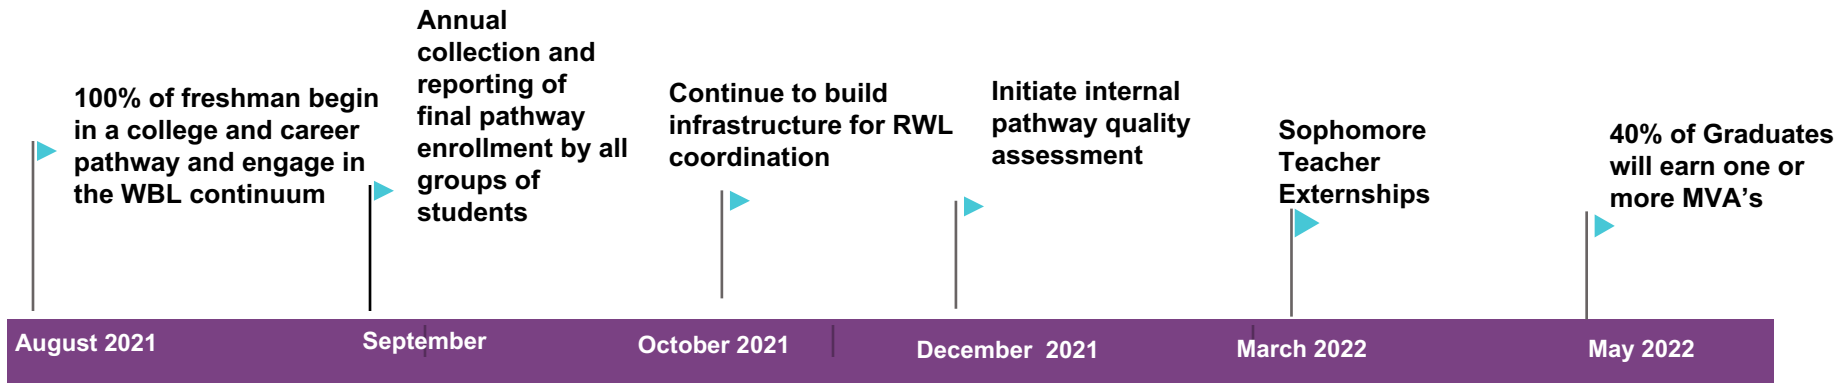 100% of freshman begin
in a college and career
pathway and engage in
the WBL continuum
Annual
collection and
reporting of
final pathway
enrollment by all
groups of
students
Continue to build
infrastructure for RWL
coordination
Initiate internal
pathway quality
assessment
Sophomore
Teacher
Externships
40% of Graduates
will earn one or
more MVA’s
August 2021
September
October 2021
December 2021
March 2022
May 2022